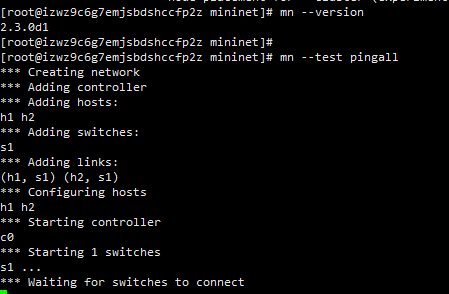 [root@izwz9c6g7emjsbdshccfp2z mininet]# mn --version
2.3.0d1
[root@izwz9c6g7emjsbdshccfp2z mininet]#
[root@izwz9c6g7emjsbdshccfp2z mininet]# mn --test pingall
*** Creating network
*** Adding controller
*** Adding hosts:
h1 h2
*** Adding switches:
s1
*** Adding links:
(h1, s1) (h2, s1)
*** Configuring hosts
h1 h2
*** Starting controller
c0
*** Starting 1 switches
s1 ...
*** Waiting for switches to connect